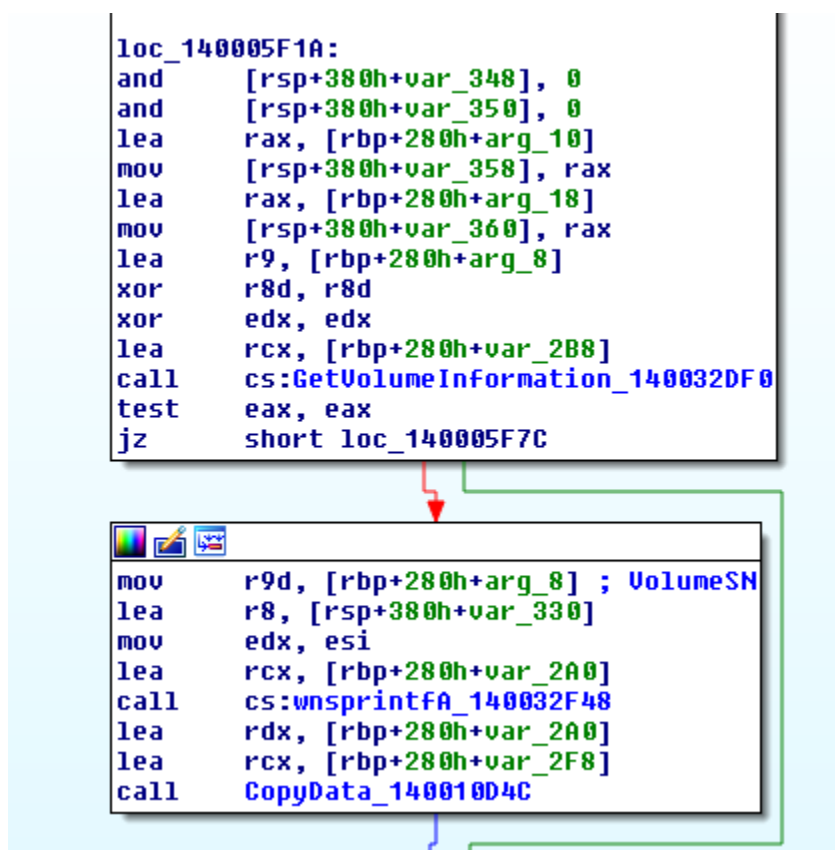 loc_140005F1A:
and [rsp+380h+var_348], 0
and [rsp+380h+var_350], 0
lea rax, [rbp+280h+arg_10]
mov [rsp+380h+var_358], rax
lea rax, [rbp+280h+arg_18]
mov [rsp+380h+var_360], rax
lea r9, [rbp+280h+arg_8]
xor r8d, r8d
xor edx, edx
lea rcx, [rbp+280h+var_2B8]
call cs:GetVolumeInformation_140032DF0
test eax, eax
jz short loc_140005F7C
mov r9d, [rbp+280h+arg_8] ; VolumeSN
lea r8, [rsp+380h+var_330]
mov edx, esi
lea rcx, [rbp+280h+var_2A0]
call cs:wnsprintfA_140032F48
lea rdx, [rbp+280h+var_2A0]
lea rcx, [rbp+280h+var_2F8]
call CopyData_140010D4C